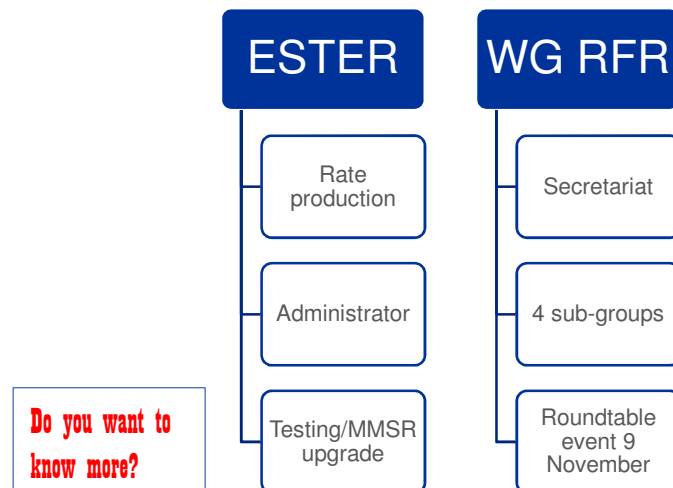 ESTER
Rate
production
Administrator
Testing/MMSR
upgrade
WG RFR
Secretariat
4 sub-groups
Roundtable
event 9
November
Do you want to
know more?